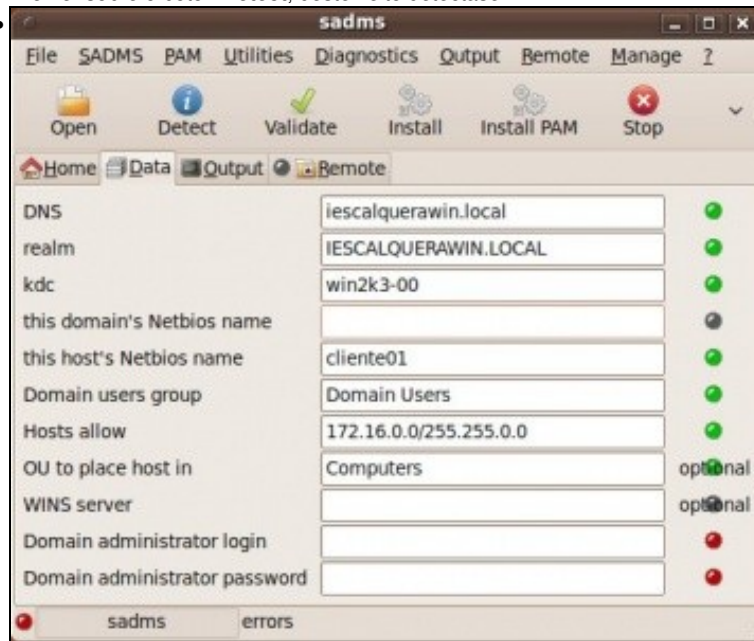 sadms
File SADMS PAM Utilities Diagnostics Output Remote Manage ?
Open Detect Validate Install Install PAM Stop
Home Data Output Remote
DNS iescalquerawin.local
realm IESCALQUERAWIN.LOCAL
kdc win2k3-00
this domain's Netbios name
this host's Netbios name cliente01
Domain users group Domain Users
Hosts allow 172.16.0.0/255.255.0.0
OU to place host in Computers optional
WINS server optional
Domain administrator login
Domain administrator password
sadms errors